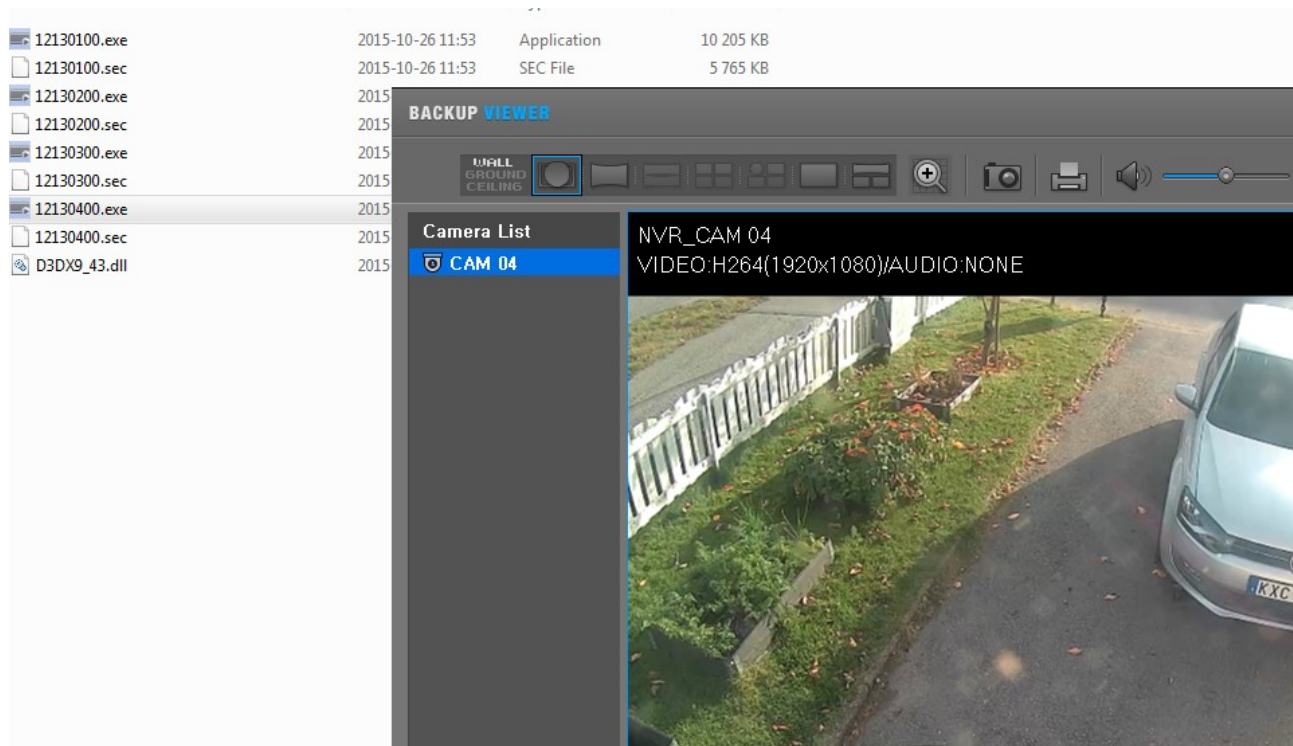 12130100.exe 2015-10-26 11:53 Application 10 205 KB
12130100.sec 2015-10-26 11:53 SEC File 5 765 KB
12130200.exe 2015
12130200.sec 2015
12130300.exe 2015
12130300.sec 2015
12130400.exe 2015
12130400.sec 2015
D3DX9_43.dll 2015
BACKUP VIEWER
WALL
GROUND
CEILING
Camera List
CAM 04
NVR_CAM 04
VIDEO:H264(1920x1080)/AUDIO:NONE
KXC